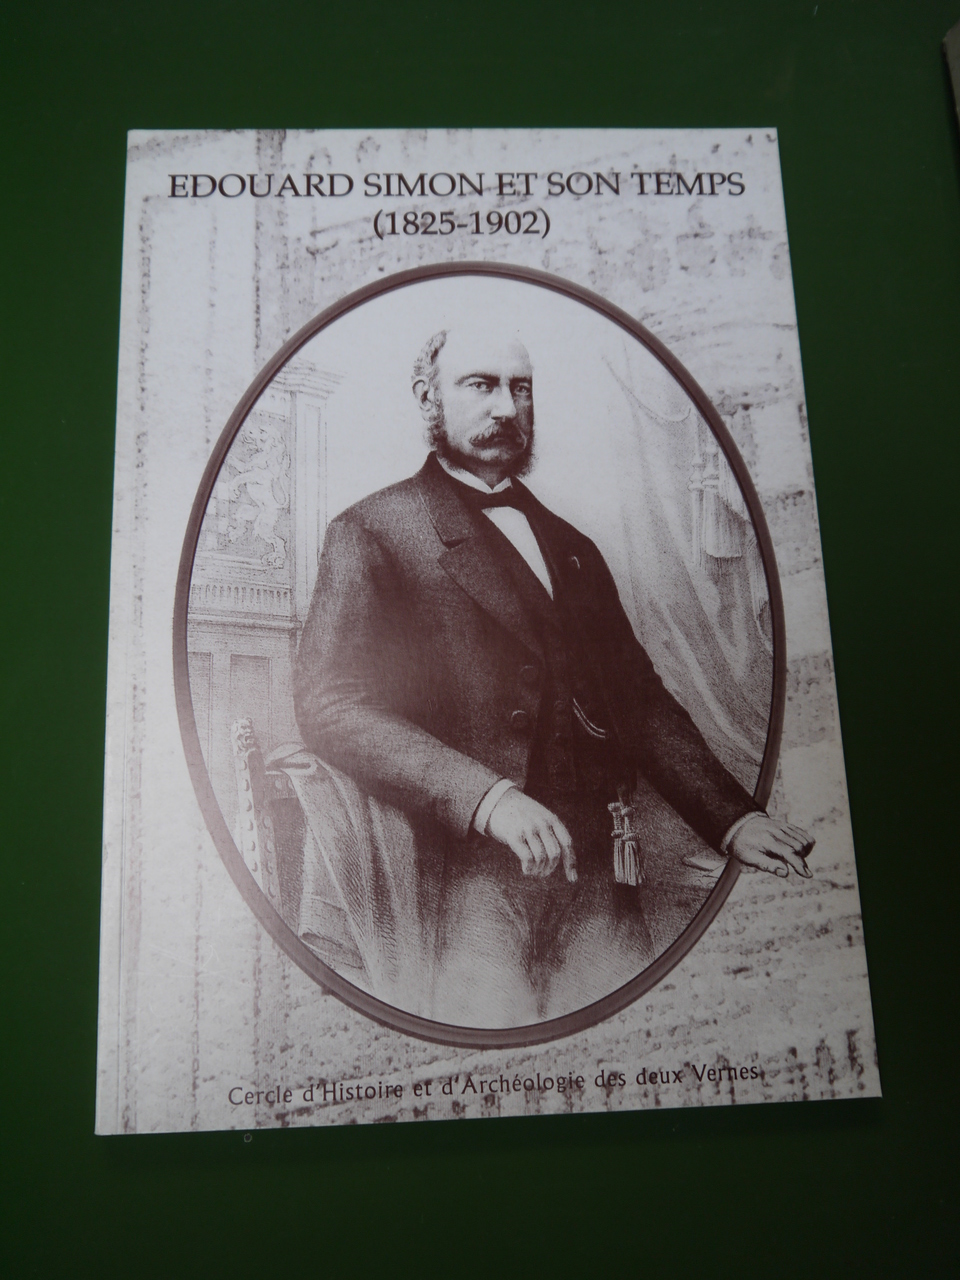 EDOUARD SIMON ET SON TEMPS
(1825-1902)
Cercle d'Histoire et d'Archéologie des deux Vernes